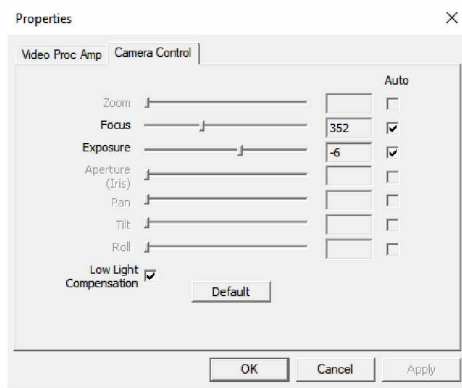 Properties
Video Proc Amp
Camera Control
Auto
Zoom
Focus
352
Exposure
-6
Aperture
(Iris)
Pan
Tilt
Roll
Low Light
Compensation
Default
OK
Cancel
Apply